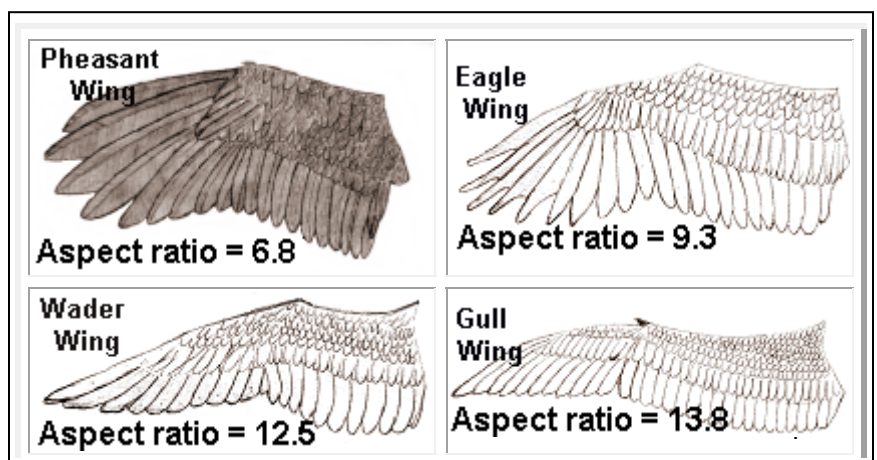 Pheasant
Wing
Aspect ratio = 6.8
Eagle
Wing
Aspect ratio = 9.3
Wader
Wing
Aspect ratio = 12.5
Gull
Wing
Aspect ratio = 13.8